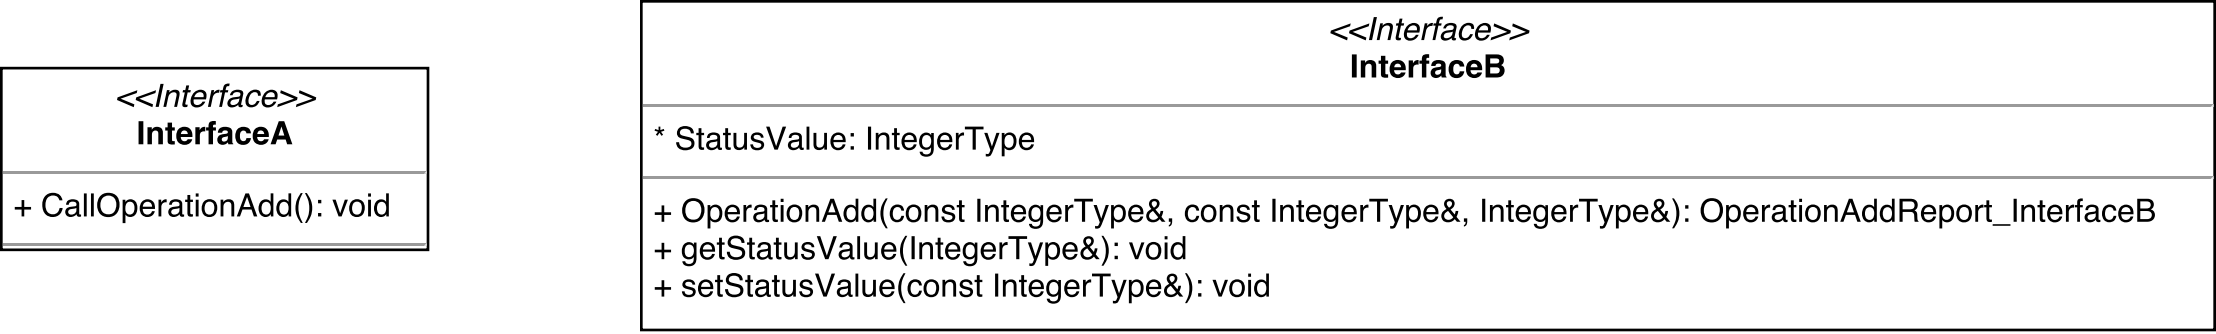 <<Interface>>
InterfaceA
+ CallOperationAdd(): void
<<Interface>>
InterfaceB
* StatusValue: IntegerType
+ OperationAdd(const IntegerType&, const IntegerType&, IntegerType&): OperationAddReport_InterfaceB
+ getStatusValue(IntegerType&): void
+ setStatusValue(const IntegerType&): void